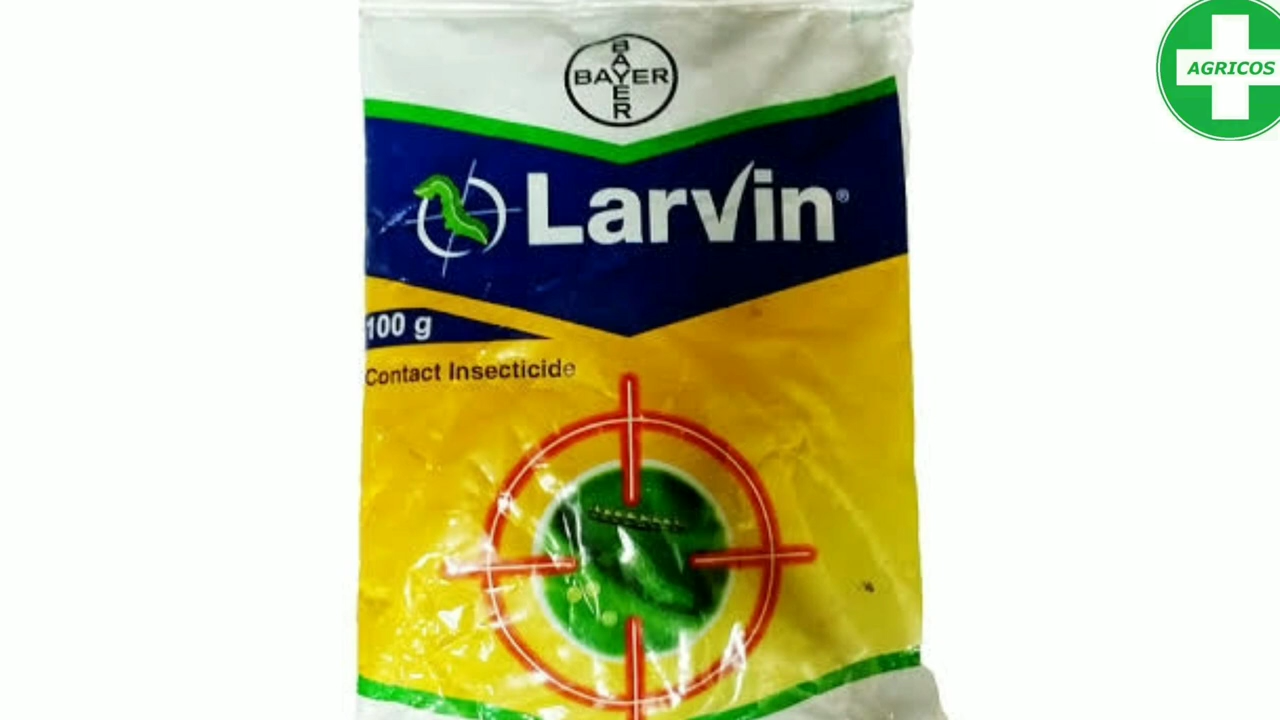 BAYER
BAYER
AGRICOS
Larvin®
100 g
Contact Insecticide